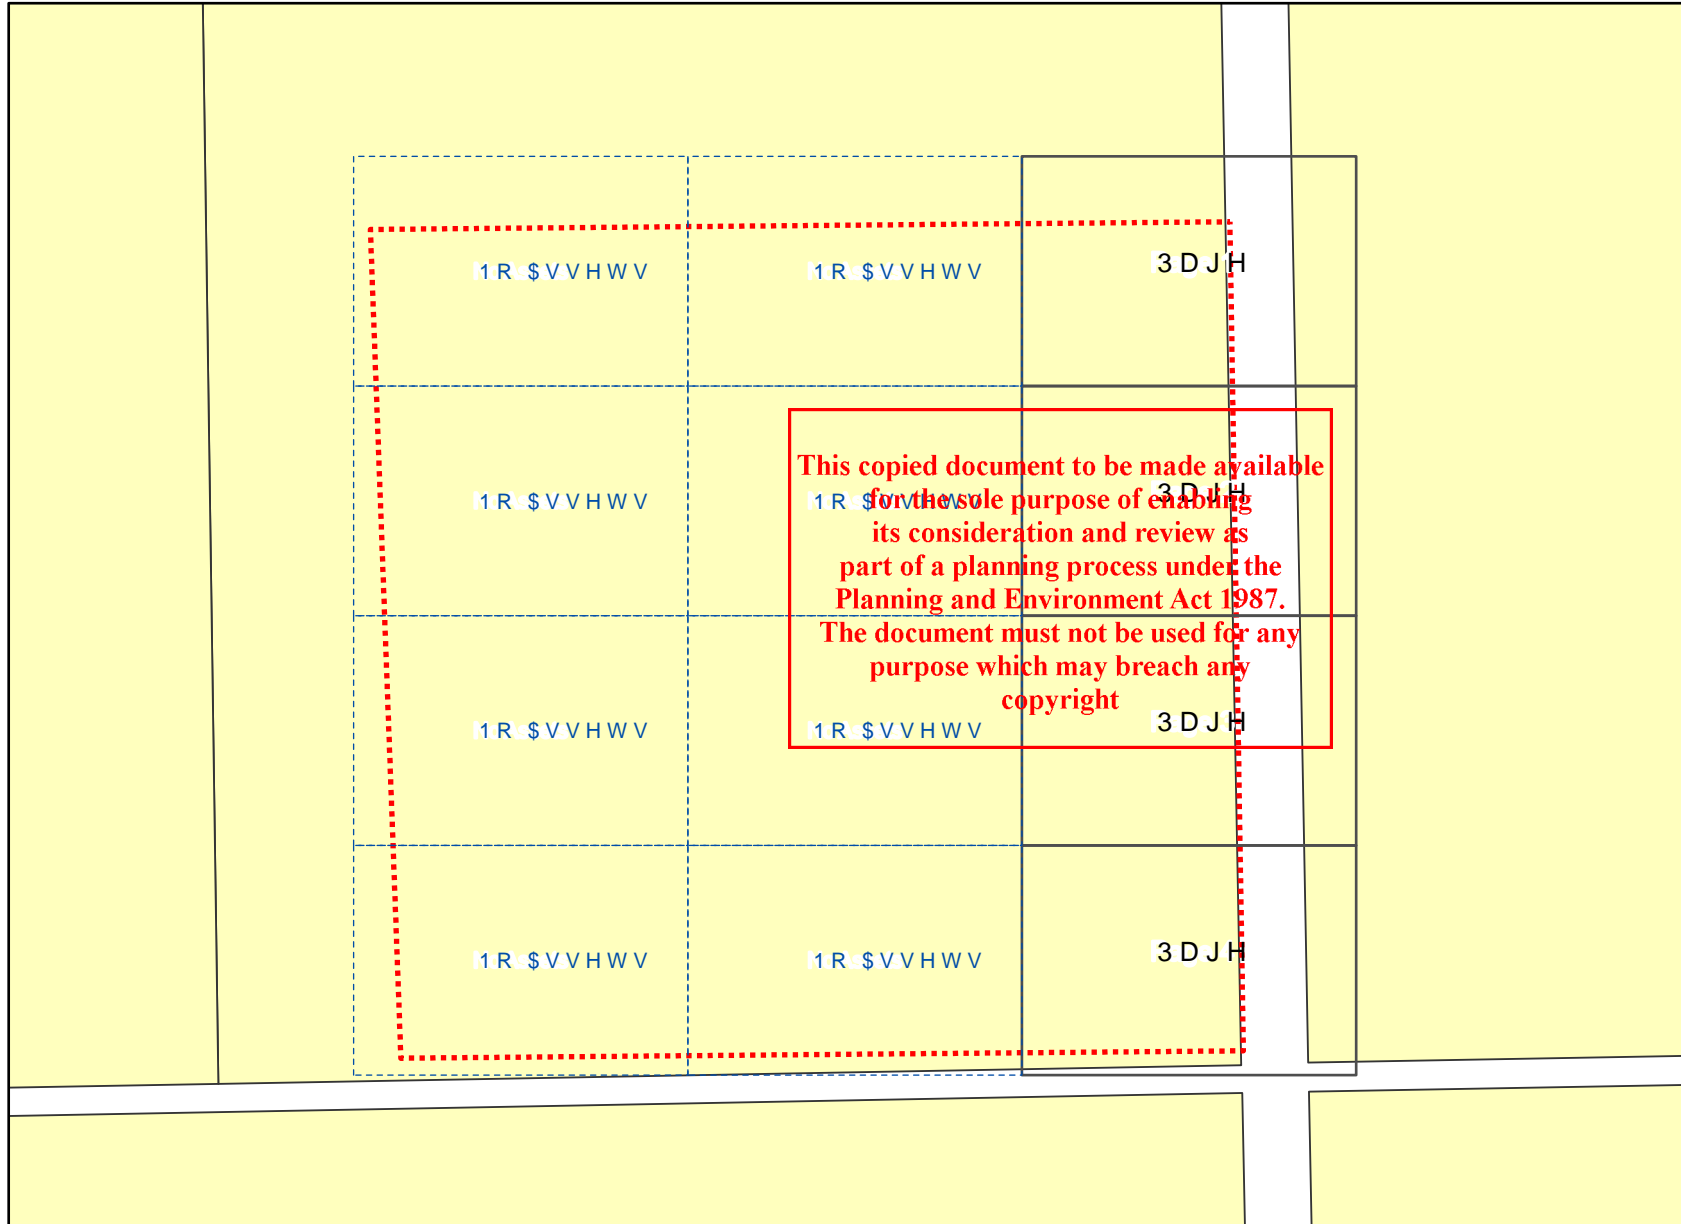 1R $VVHWV 1R $VVHWV 3DJH
This copied document to be made available
1R $VVHWV 1R $VVHWV 3DJH
for the sole purpose of enabling
its consideration and review as
part of a planning process under the
Planning and Environment Act 1987.
The document must not be used for any
purpose which may breach any
copyright
1R $VVHWV 1R $VVHWV 3DJH
1R $VVHWV 1R $VVHWV 3DJH